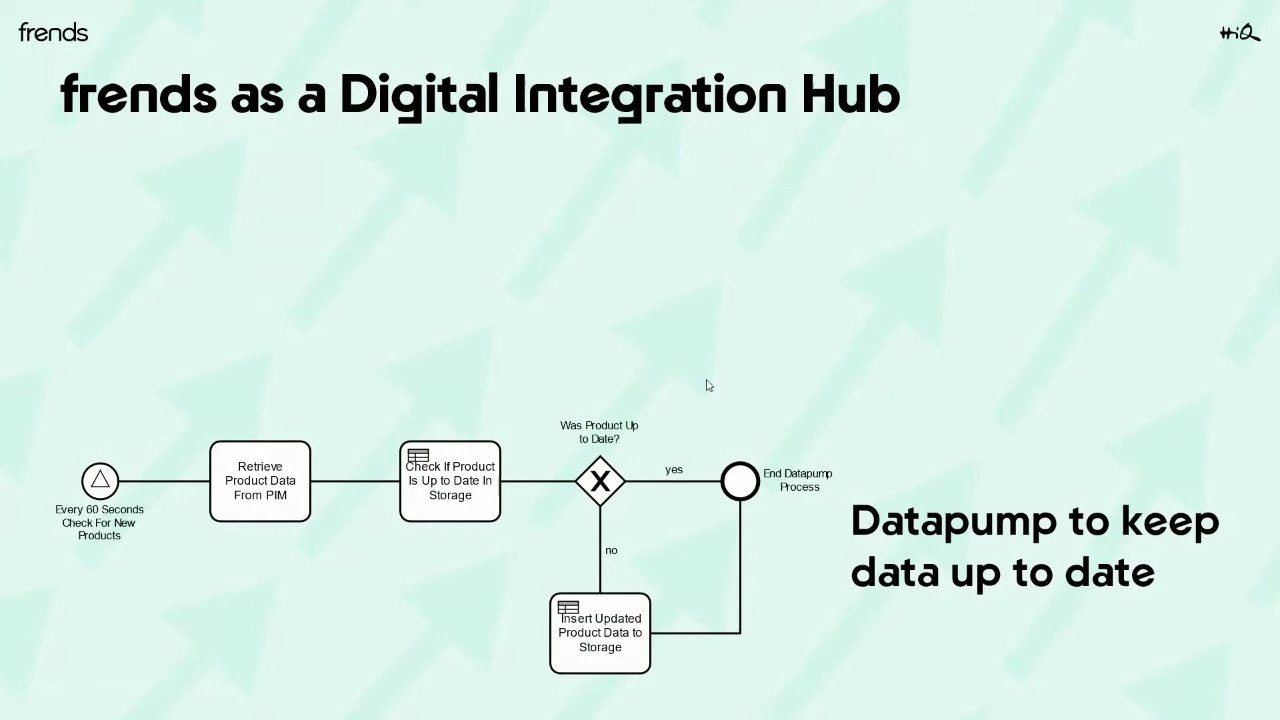 frends
HiQ
frends as a Digital Integration Hub
Was Product Up
to Date?
Retrieve
Product Data
From PIM
Check If Product
Is Up to Date In
Storage
X
yes
End Datapump
Process
Every 60 Seconds
Check For New
Products
no
Insert Updated
Product Data to
Storage
Datapump to keep
data up to date